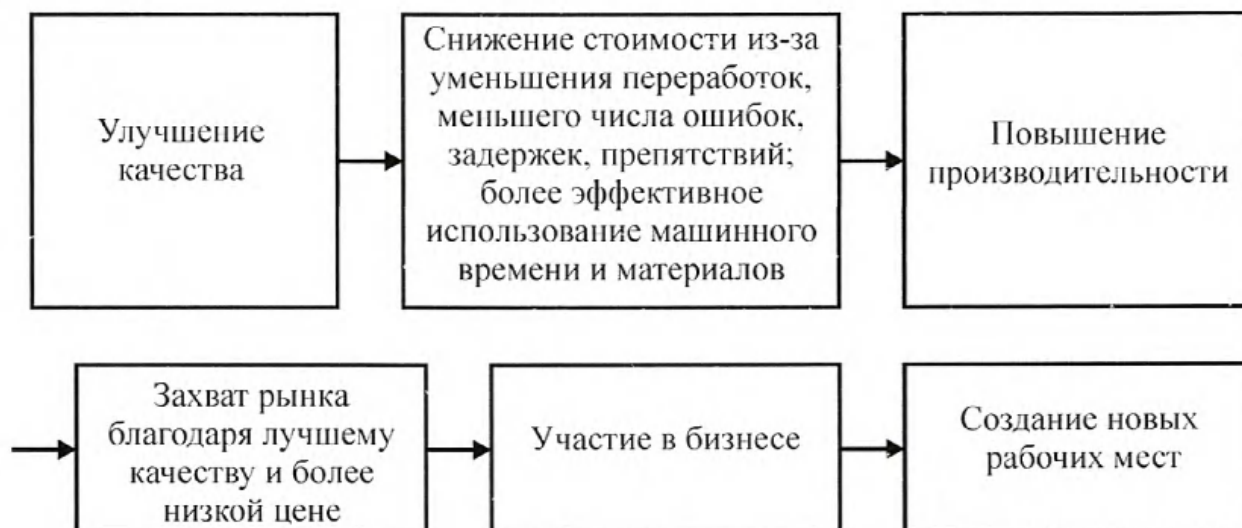 Улучшение
качества
Снижение стоимости из-за
уменьшения переработок,
меньшего числа ошибок,
задержек, препятствий;
более эффективное
использование машинного
времени и материалов
Повышение
производительности
Захват рынка
благодаря лучшему
качеству и более
низкой цене
Участие в бизнесе
Создание новых
рабочих мест